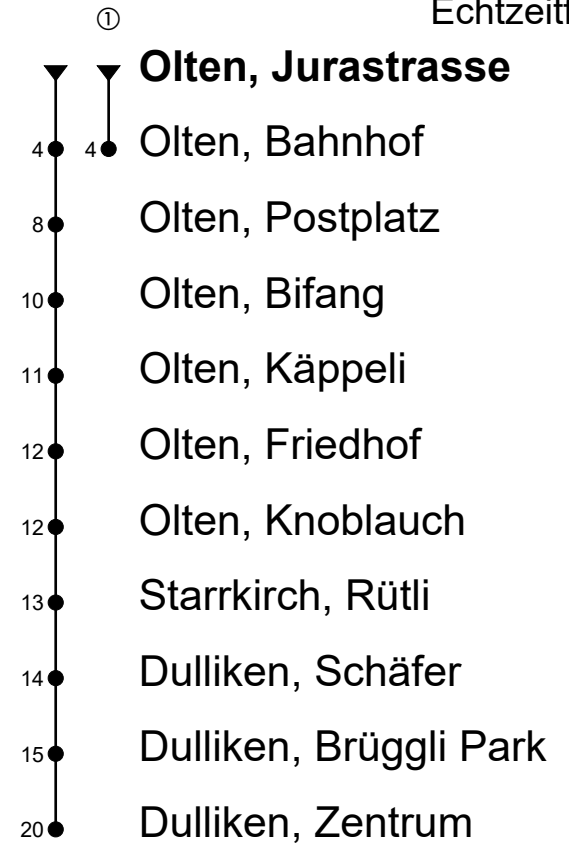 Echtzeitf
①
Olten, Jurastrasse
4 4 Olten, Bahnhof
8 Olten, Postplatz
10 Olten, Bifang
11 Olten, Käppeli
12 Olten, Friedhof
12 Olten, Knoblauch
13 Starrkirch, Rütli
14 Dulliken, Schäfer
15 Dulliken, Brüggli Park
20 Dulliken, Zentrum